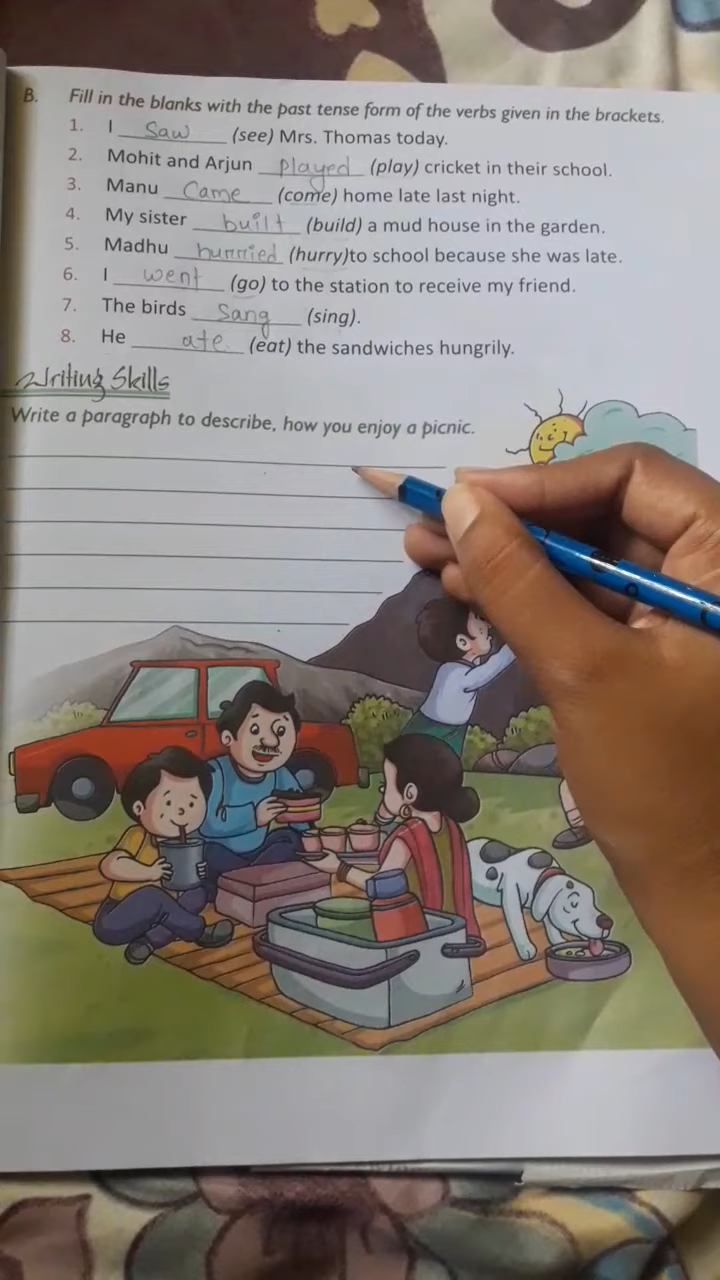 B. Fill in the blanks with the past tense form of the verbs given in the brackets.
1. I saw (see) Mrs. Thomas today.
2. Mohit and Arjun played (play) cricket in their school.
3. Manu came (come) home late last night.
4. My sister built (build) a mud house in the garden.
5. Madhu hurried (hurry)to school because she was late.
6. I went (go) to the station to receive my friend.
7. The birds sang (sing).
8. He ate (eat) the sandwiches hungrily.
Writing Skills
Write a paragraph to describe, how you enjoy a picnic.